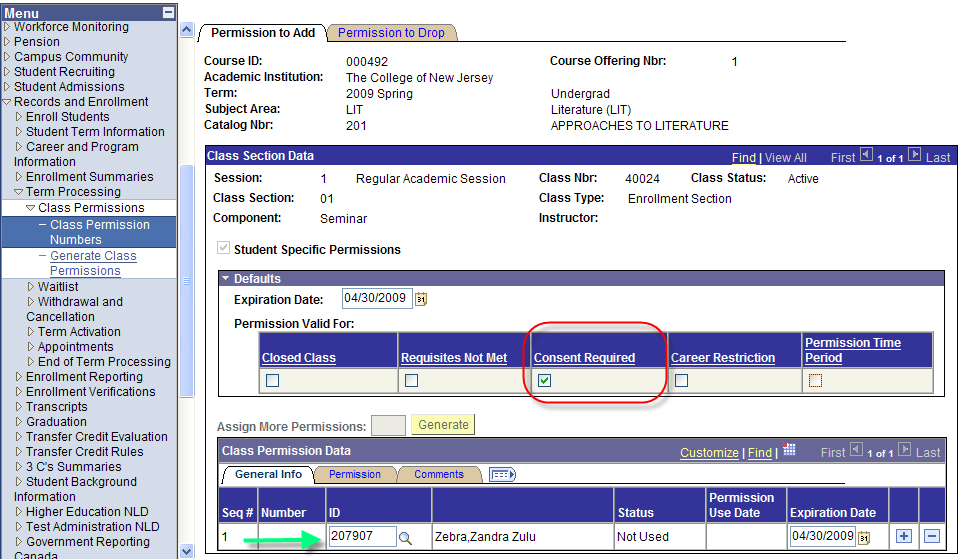 Menu
Workforce Monitoring
Pension
Campus Community
Student Recruiting
Student Admissions
Records and Enrollment
Enroll Students
Student Term Information
Career and Program
Information
Enrollment Summaries
Term Processing
Class Permissions
Class Permission
Numbers
Generate Class
Permissions
Waitlist
Withdrawal and
Cancellation
Term Activation
Appointments
End of Term Processing
Enrollment Reporting
Enrollment Verifications
Transcripts
Graduation
Transfer Credit Evaluation
Transfer Credit Rules
3 C's Summaries
Student Background
Information
Higher Education NLD
Test Administration NLD
Government Reporting
Canada
Permission to Add Permission to Drop
Course ID: 000492 Course Offering Nbr: 1
Academic Institution: The College of New Jersey
Term: 2009 Spring Undergrad
Subject Area: LIT Literature (LIT)
Catalog Nbr: 201 APPROACHES TO LITERATURE
Class Section Data Find | View All First 1 of 1 Last
Session: 1 Regular Academic Session Class Nbr: 40024 Class Status: Active
Class Section: 01 Class Type: Enrollment Section
Component: Seminar Instructor:
Student Specific Permissions
Defaults
Expiration Date: 04/30/2009 31
Permission Valid For:
Closed Class Requisites Not Met Consent Required Career Restriction Permission Time
Period
Assign More Permissions: Generate
Class Permission Data Customize | Find | First 1 of 1 Last
General Info Permission Comments
Seq # Number ID Status Permission
Use Date Expiration Date
1 207907 Zebra,Zandra Zulu Not Used 04/30/2009 31